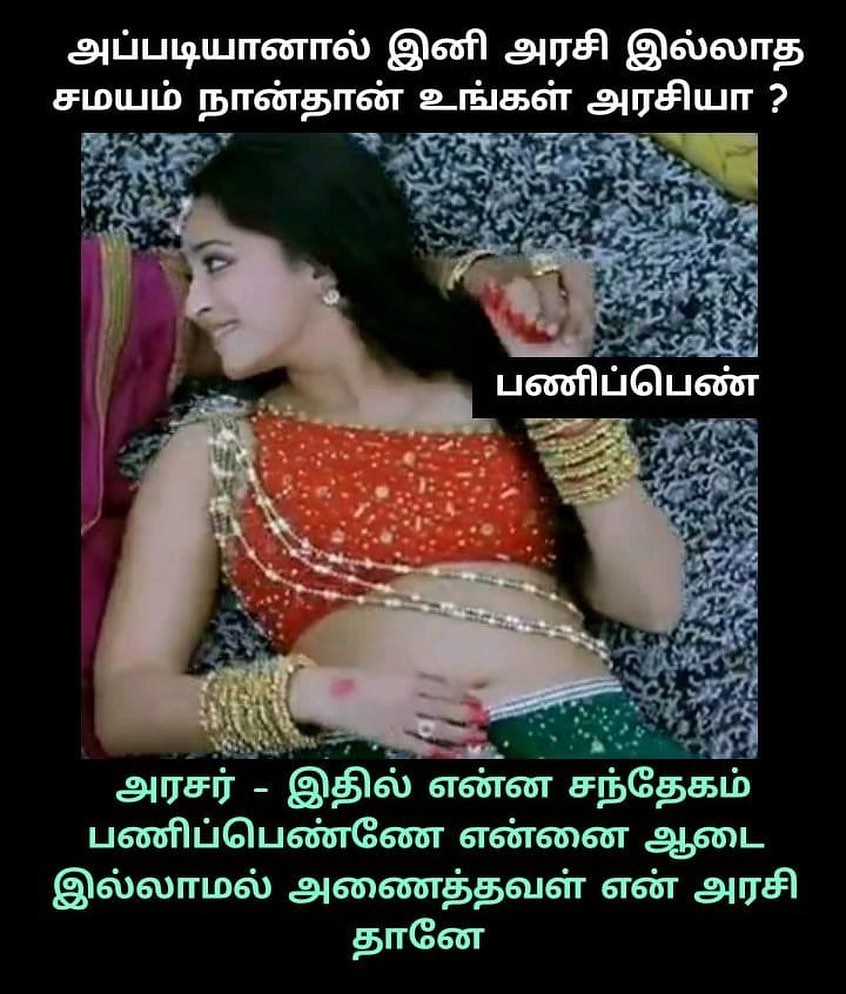 அப்படியானால் இனி அரசி இல்லாத
சமயம் நான்தான் உங்கள் அரசியா ?
பணிப்பெண்
அரசர் - இதில் என்ன சந்தேகம்
பணிப்பெண்ணே என்னை ஆடை
இல்லாமல் அணைத்தவள் என் அரசி
தானே